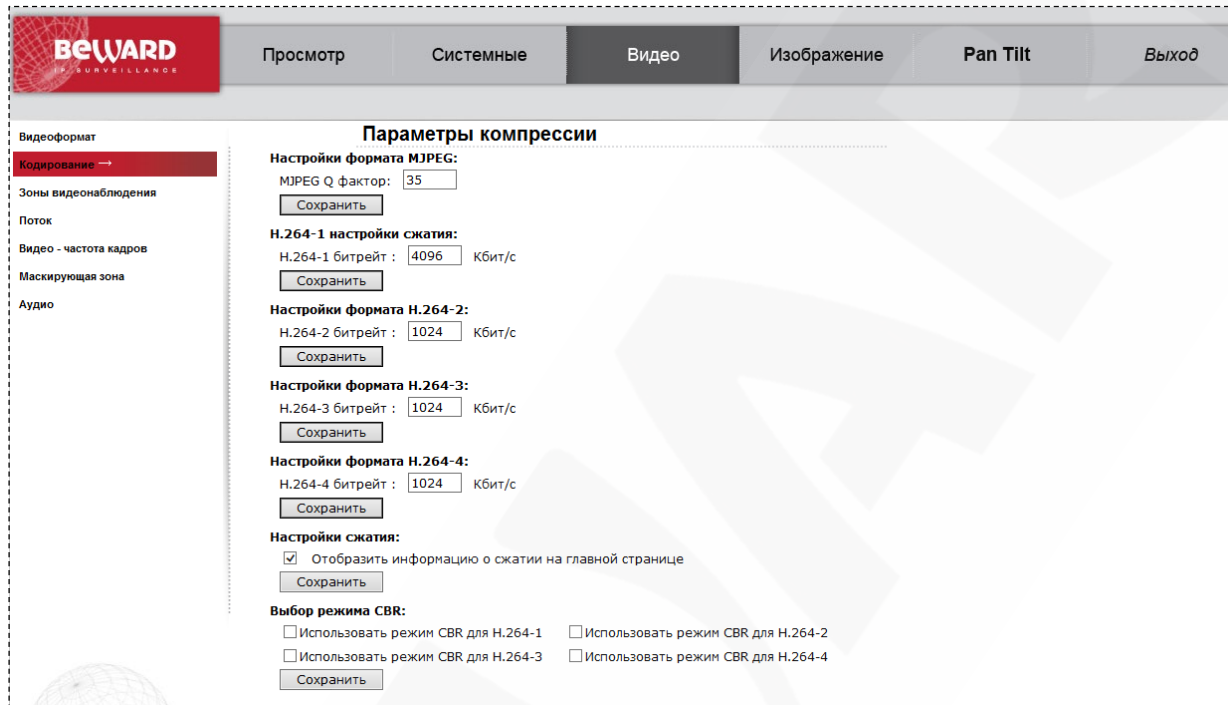 BEWARD
IP SURVEILLANCE
Просмотр
Системные
Видео
Изображение
Pan Tilt
Выход
Видеоформат
Кодирование →
Зоны видеонаблюдения
Поток
Видео - частота кадров
Маскирующая зона
Аудио
Параметры компрессии
Настройки формата MJPEG:
MJPEG Q фактор: 35
Сохранить
H.264-1 настройки сжатия:
H.264-1 битрейт : 4096 Кбит/с
Сохранить
Настройки формата H.264-2:
H.264-2 битрейт : 1024 Кбит/с
Сохранить
Настройки формата H.264-3:
H.264-3 битрейт : 1024 Кбит/с
Сохранить
Настройки формата H.264-4:
H.264-4 битрейт : 1024 Кбит/с
Сохранить
Настройки сжатия:
Отобразить информацию о сжатии на главной странице
Сохранить
Выбор режима CBR:
Использовать режим CBR для H.264-1 Использовать режим CBR для H.264-2
Использовать режим CBR для H.264-3 Использовать режим CBR для H.264-4
Сохранить